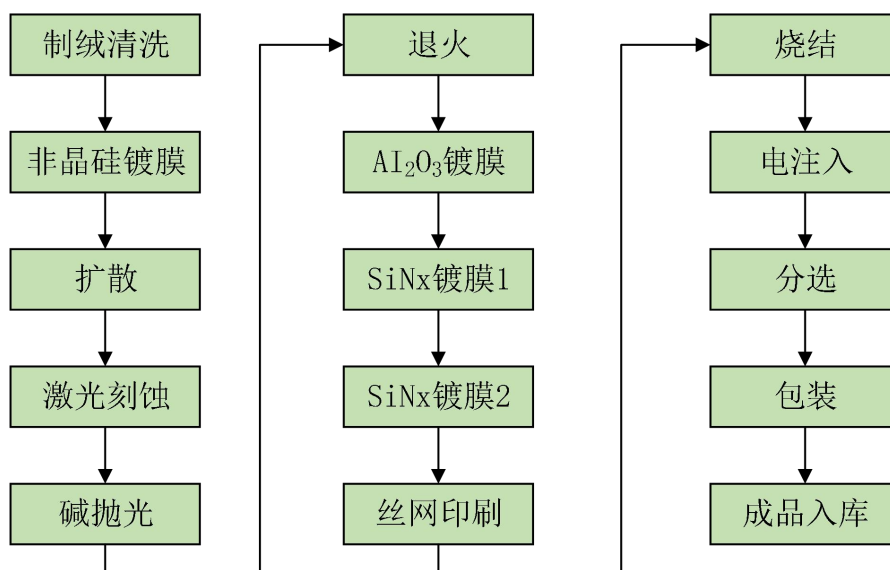 制绒清洗
非晶硅镀膜
扩散
激光刻蚀
碱抛光
退火
AI₂O₃镀膜
SiNx镀膜1
SiNx镀膜2
丝网印刷
烧结
电注入
分选
包装
成品入库